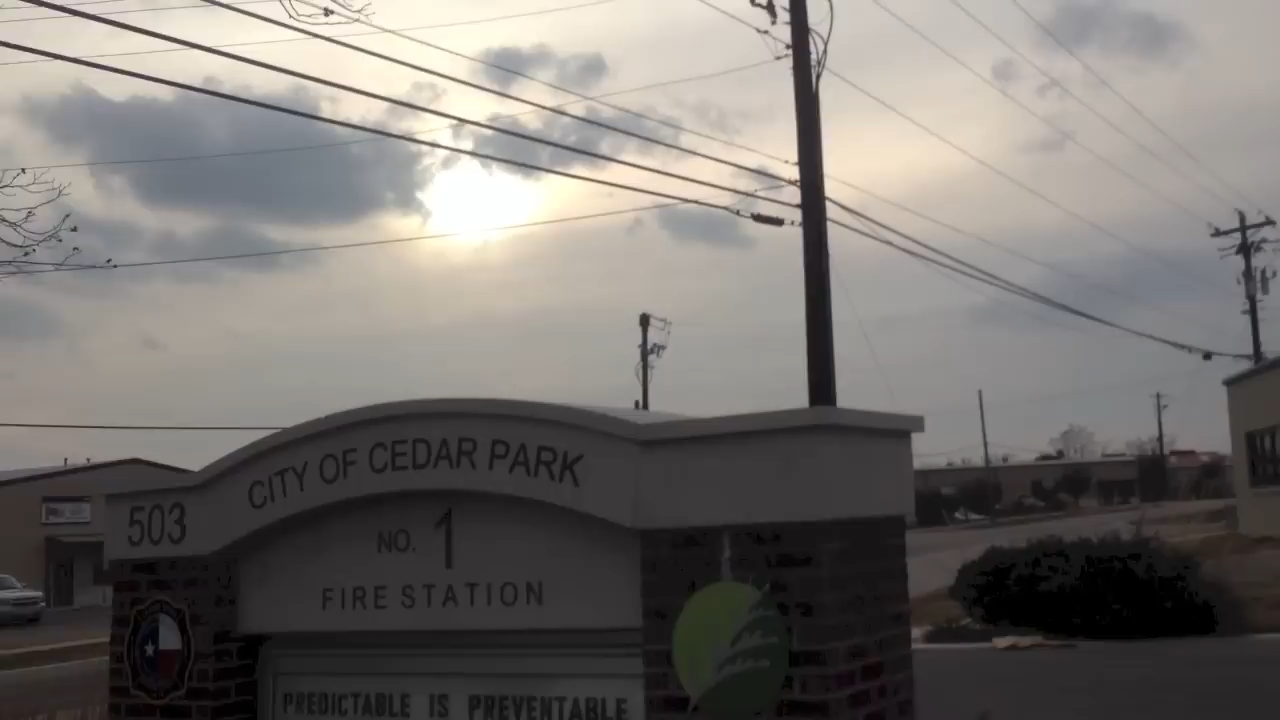 CITY OF CEDAR PARK
503
NO. 1
FIRE STATION
PREDICTABLE IS PREVENTABLE